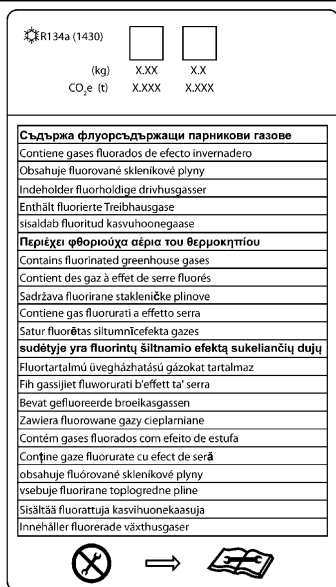 R134a (1430)
(kg) X.XX X.X
CO₂e (t) X.XXX X.XXX
Съдържа флуорсъдържащи парникови газове
Contiene gases fluorados de efecto invernadero
Obsahuje fluorované skleníkové plyny
Indeholder fluorholdige drivhusgasser
Enthält fluorierte Treibhausgase
sisaldab fluoritud kasvuhoonegaase
Περιέχει φθοριούχα αέρια του θερμοκηπίου
Contains fluorinated greenhouse gases
Contient des gaz à effet de serre fluorés
Sadržava fluorirane stakleničke plinove
Contiene gas fluorurati a effetto serra
Satur fluorētas siltumnīcefekta gazes
sudėtyje yra fluorintų šiltnamio efektą sukeliančių dujų
Fluortartalmú üvegházhatású gázokat tartalmaz
Fih gassijiet fluworurati b'effett ta' serra
Bevat gefluoreerde broeikasgassen
Zawiera fluorowane gazy cieplarniane
Contém gases fluorados com efeito de estufa
Conține gaze fluorurate cu efect de seră
obsahuje fluórované skleníkové plyny
vsebuje fluorirane toplogredne pline
Sisältää fluorattuja kasvihuonekaasuja
Innehåller fluorerade växthusgaser